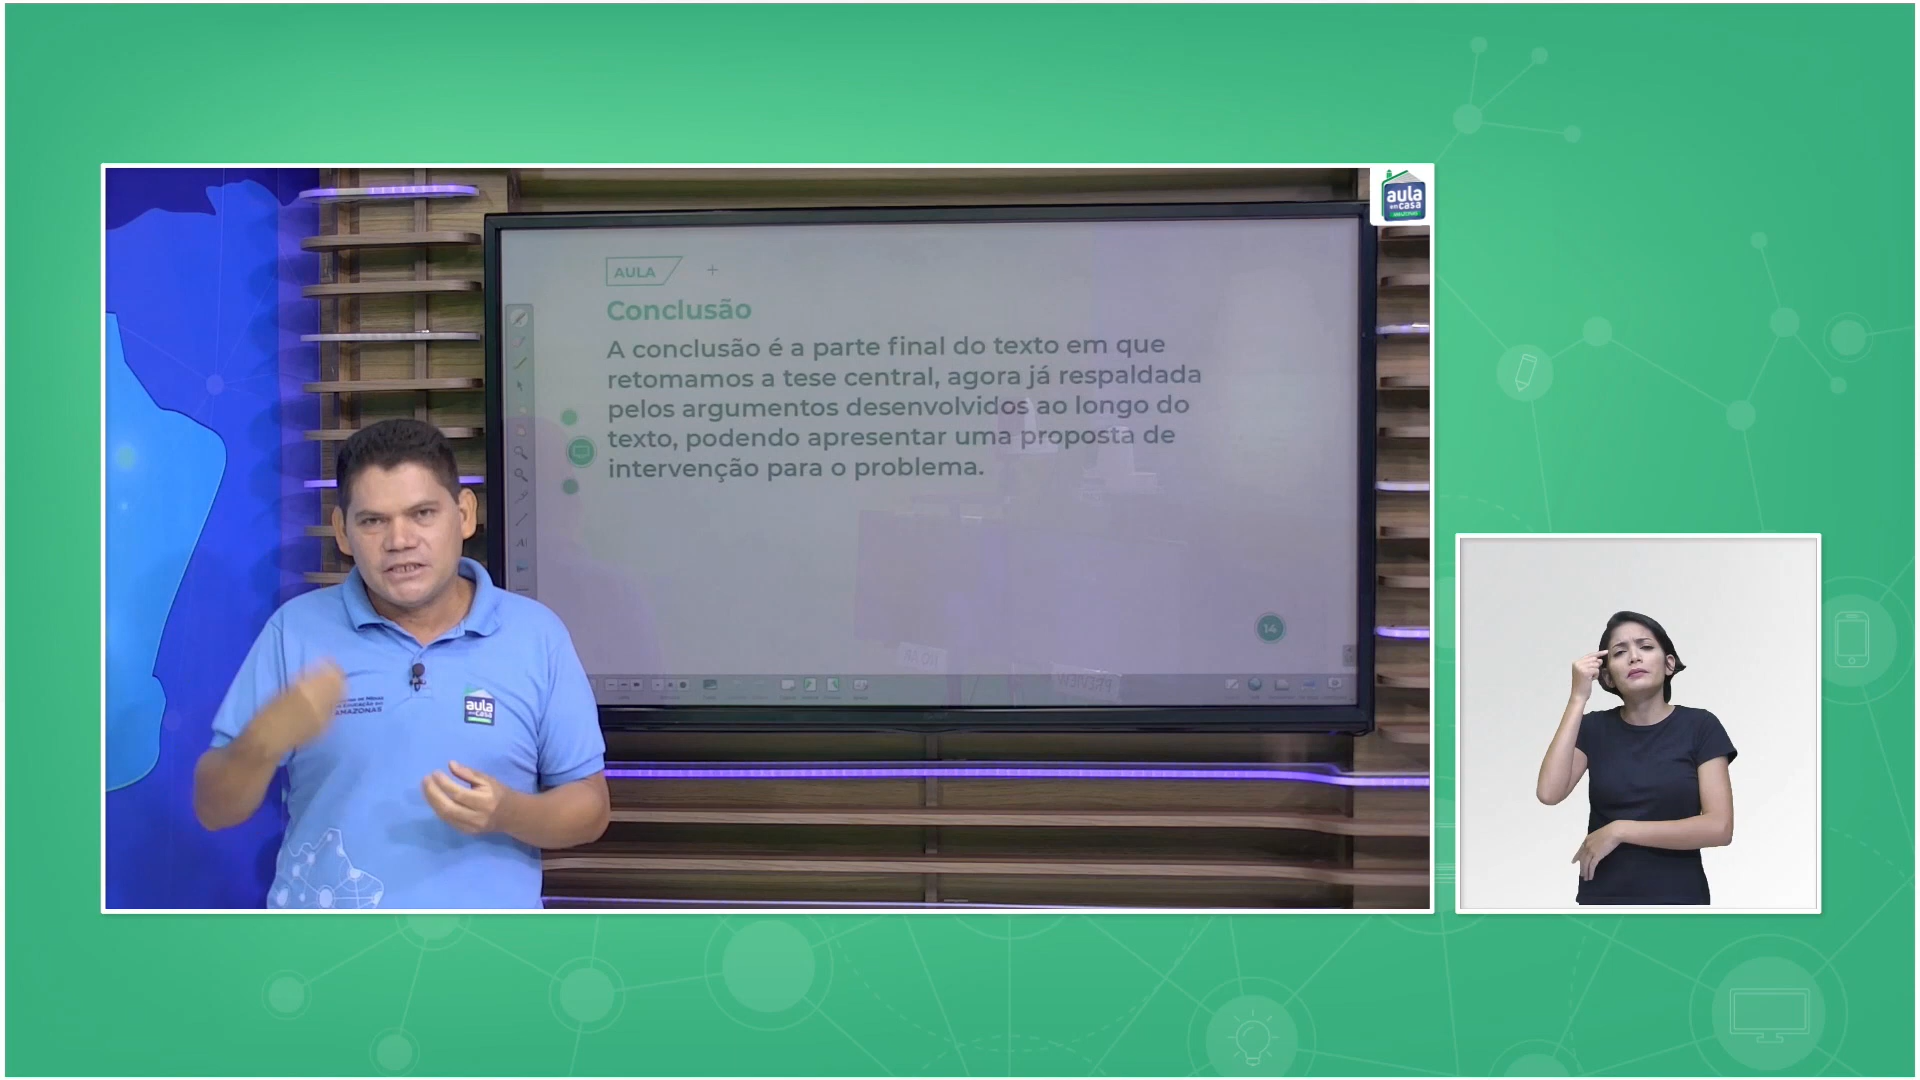 aula
em casa
AMAZONAS
AULA
Conclusão
A conclusão é a parte final do texto em que
retomamos a tese central, agora já respaldada
pelos argumentos desenvolvidos ao longo do
texto, podendo apresentar uma proposta de
intervenção para o problema.
14
AMAZONAS
aula
em casa